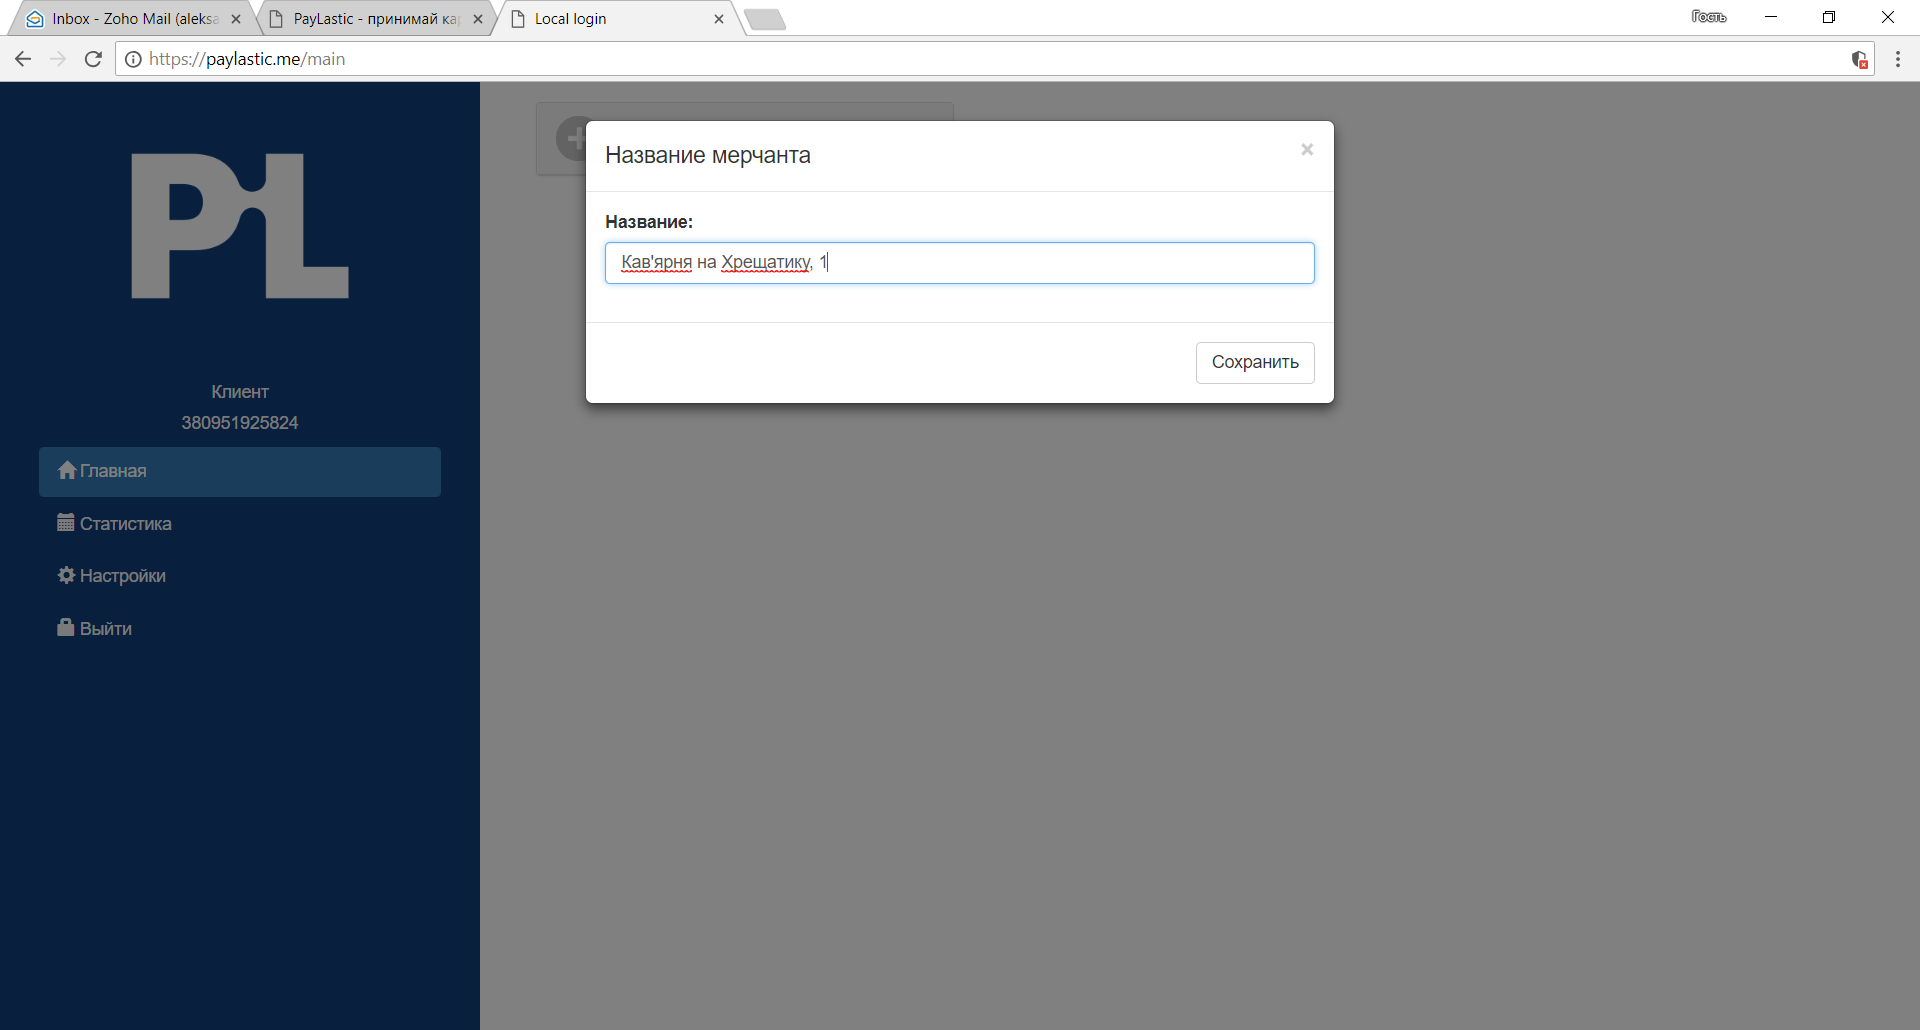 Inbox - Zoho Mail (aleksa
PayLastic - принимай ка
Local login
Гость
https://paylastic.me/main
PL
Название мерчанта
Название:
Кав'ярня на Хрещатику, 1
Сохранить
Клиент
380951925824
Главная
Статистика
Настройки
Выйти